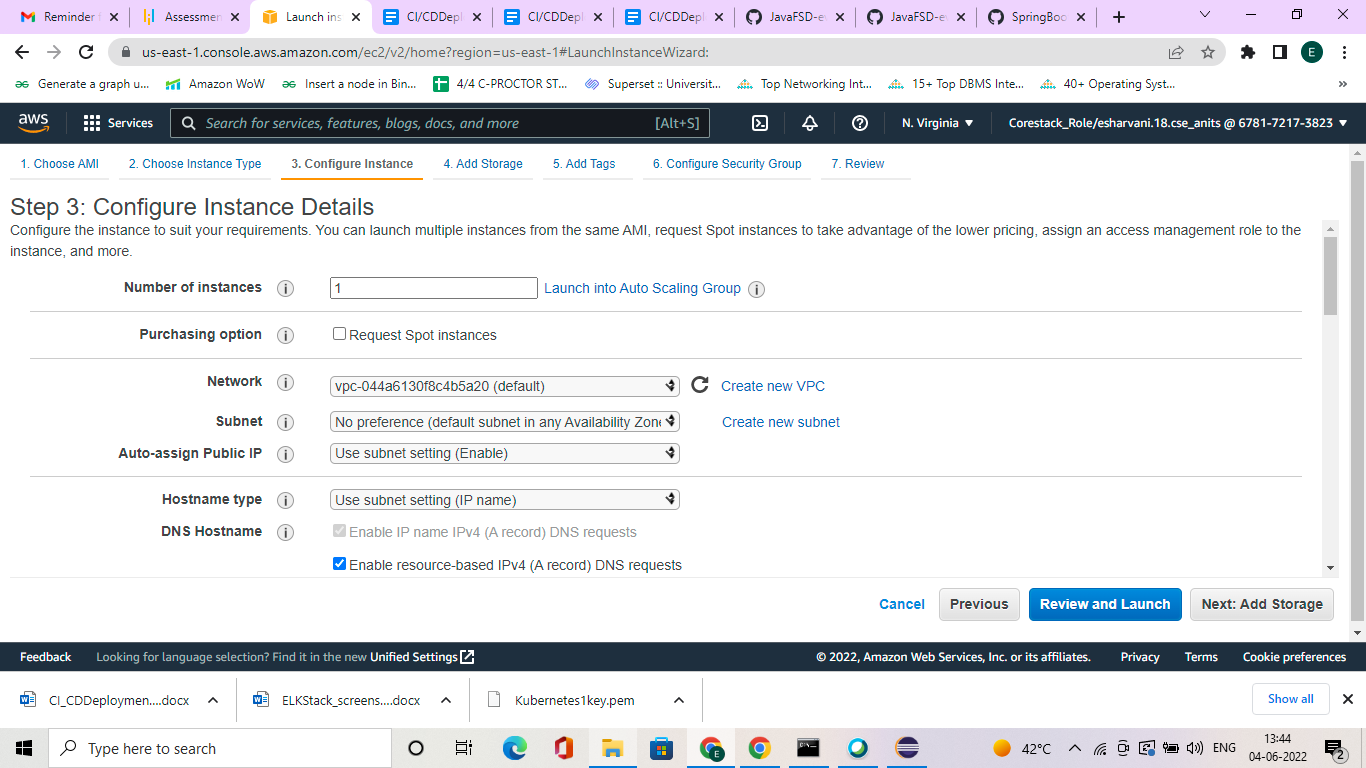 Reminder f
Assessmen
Launch ins
CI/CDDepl
CI/CDDepl
CI/CDDepl
JavaFSD-ev
JavaFSD-ev
SpringBoo
us-east-1.console.aws.amazon.com/ec2/v2/home?region=us-east-1#LaunchInstanceWizard:
E
Generate a graph u...
Amazon WoW
Insert a node in Bin...
4/4 C-PROCTOR ST...
Superset :: Universit...
Top Networking Int...
15+ Top DBMS Inte...
40+ Operating Syst...
»
aws
Services
Search for services, features, blogs, docs, and more
[Alt+S]
N. Virginia
Corestack_Role/esharvani.18.cse_anits @ 6781-7217-3823
1. Choose AMI
2. Choose Instance Type
3. Configure Instance
4. Add Storage
5. Add Tags
6. Configure Security Group
7. Review
Step 3: Configure Instance Details
Configure the instance to suit your requirements. You can launch multiple instances from the same AMI, request Spot instances to take advantage of the lower pricing, assign an access management role to the
instance, and more.
Number of instances
1
Launch into Auto Scaling Group
Purchasing option
Request Spot instances
Network
vpc-044a6130f8c4b5a20 (default)
Create new VPC
Subnet
No preference (default subnet in any Availability Zone
Create new subnet
Auto-assign Public IP
Use subnet setting (Enable)
Hostname type
Use subnet setting (IP name)
DNS Hostname
Enable IP name IPv4 (A record) DNS requests
Enable resource-based IPv4 (A record) DNS requests
Cancel
Previous
Review and Launch
Next: Add Storage
Feedback
Looking for language selection? Find it in the new Unified Settings
© 2022, Amazon Web Services, Inc. or its affiliates.
Privacy
Terms
Cookie preferences
CI_CDDeploymen....docx
ELKStack_screens....docx
Kubernetes1key.pem
Show all
Type here to search
E
42°C
ENG
13:44
04-06-2022
2